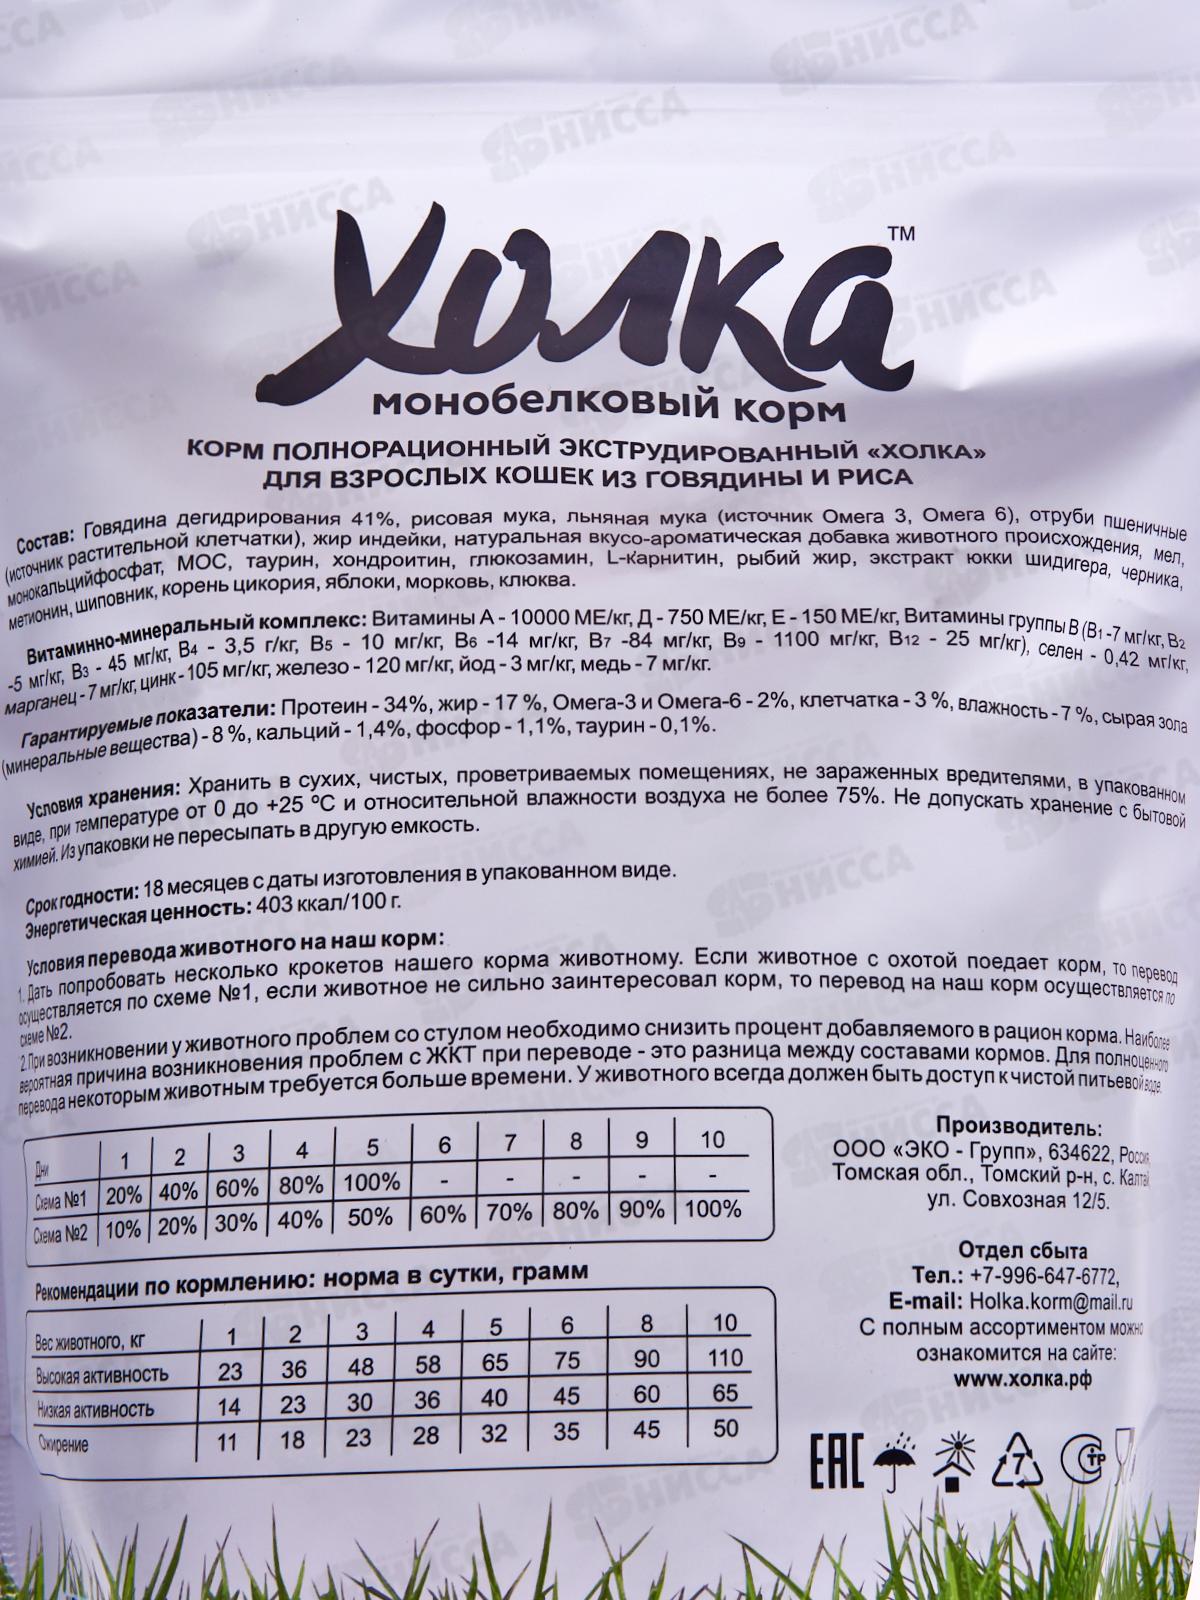 Холка™
монобелковый корм
КОРМ ПОЛНОРАЦИОННЫЙ ЭКСТРУДИРОВАННЫЙ «ХОЛКА»
ДЛЯ ВЗРОСЛЫХ КОШЕК ИЗ ГОВЯДИНЫ И РИСА
Состав: Говядина дегидрирования 41%, рисовая мука, льняная мука (источник Омега 3, Омега 6), отруби пшеничные
(источник растительной клетчатки), жир индейки, натуральная вкусо-ароматическая добавка животного происхождения, мел,
монокальцийфосфат, МОС, таурин, хондроитин, глюкозамин, L-карнитин, рыбий жир, экстракт юкки шидигера, черника,
метионин, шиповник, корень цикория, яблоки, морковь, клюква.
Витаминно-минеральный комплекс: Витамины А - 10000 МЕ/кг, Д - 750 МЕ/кг, Е - 150 МЕ/кг, Витамины группы В (В1 -7 мг/кг, В2
-5 мг/кг, В3 - 45 мг/кг, В4 - 3,5 г/кг, В5 - 10 мг/кг, В6 -14 мг/кг, В7 -84 мг/кг, В9 - 1100 мг/кг, В12 - 25 мг/кг), селен - 0,42 мг/кг,
марганец - 7 мг/кг, цинк - 105 мг/кг, железо - 120 мг/кг, йод - 3 мг/кг, медь - 7 мг/кг.
Гарантируемые показатели: Протеин - 34%, жир - 17 %, Омега-3 и Омега-6 - 2%, клетчатка - 3 %, влажность - 7 %, сырая зола
(минеральные вещества) - 8 %, кальций - 1,4%, фосфор - 1,1%, таурин - 0,1%.
Условия хранения: Хранить в сухих, чистых, проветриваемых помещениях, не зараженных вредителями, в упакованном
виде, при температуре от 0 до +25 ºС и относительной влажности воздуха не более 75%. Не допускать хранение с бытовой
химией. Из упаковки не пересыпать в другую емкость.
Срок годности: 18 месяцев с даты изготовления в упакованном виде.
Энергетическая ценность: 403 ккал/100 г.
Условия перевода животного на наш корм:
1. Дать попробовать несколько крокетов нашего корма животному. Если животное с охотой поедает корм, то перевод
осуществляется по схеме №1, если животное не сильно заинтересовал корм, то перевод на наш корм осуществляется по
схеме №2.
2. При возникновении у животного проблем со стулом необходимо снизить процент добавляемого в рацион корма. Наиболее
вероятная причина возникновения проблем с ЖКТ при переводе - это разница между составами кормов. Для полноценного
перевода некоторым животным требуется больше времени. У животного всегда должен быть доступ к чистой питьевой воде.
Дни 1 2 3 4 5 6 7 8 9 10
Схема №1 20% 40% 60% 80% 100% - - - - -
Схема №2 10% 20% 30% 40% 50% 60% 70% 80% 90% 100%
Рекомендации по кормлению: норма в сутки, грамм
Вес животного, кг 1 2 3 4 5 6 8 10
Высокая активность 23 36 48 58 65 75 90 110
Низкая активность 14 23 30 36 40 45 60 65
Ожирение 11 18 23 28 32 35 45 50
Производитель:
ООО «ЭКО - Групп», 634622, Россия,
Томская обл., Томский р-н, с. Калтай
ул. Совхозная 12/5.
Отдел сбыта
Тел.: +7-996-647-6772,
E-mail: Holka.korm@mail.ru
С полным ассортиментом можно
ознакомится на сайте:
www.холка.рф
ЕАС
7
СТР
НИССА